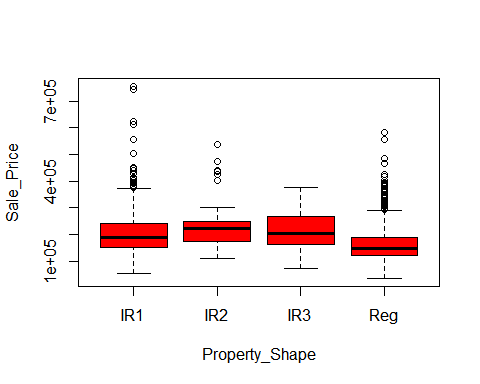 Sale_Price
7e+05
4e+05
1e+05
IR1 IR2 IR3 Reg
Property_Shape